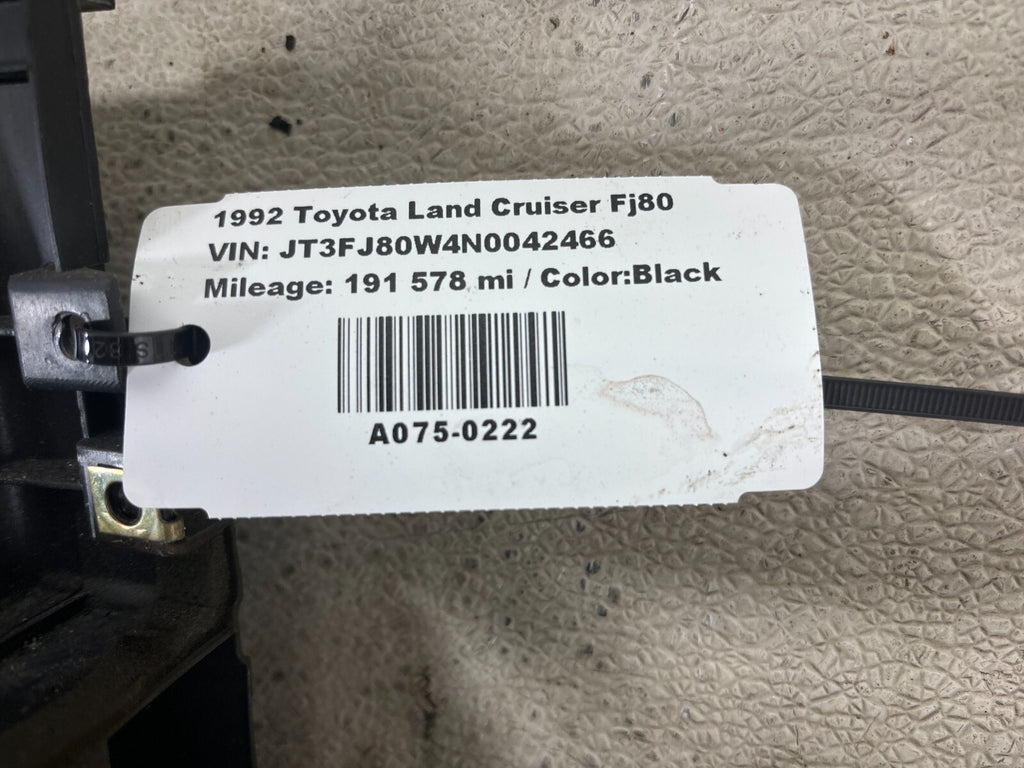 1992 Toyota Land Cruiser Fj80
VIN: JT3FJ80W4N0042466
Mileage: 191 578 mi / Color:Black
A075-0222